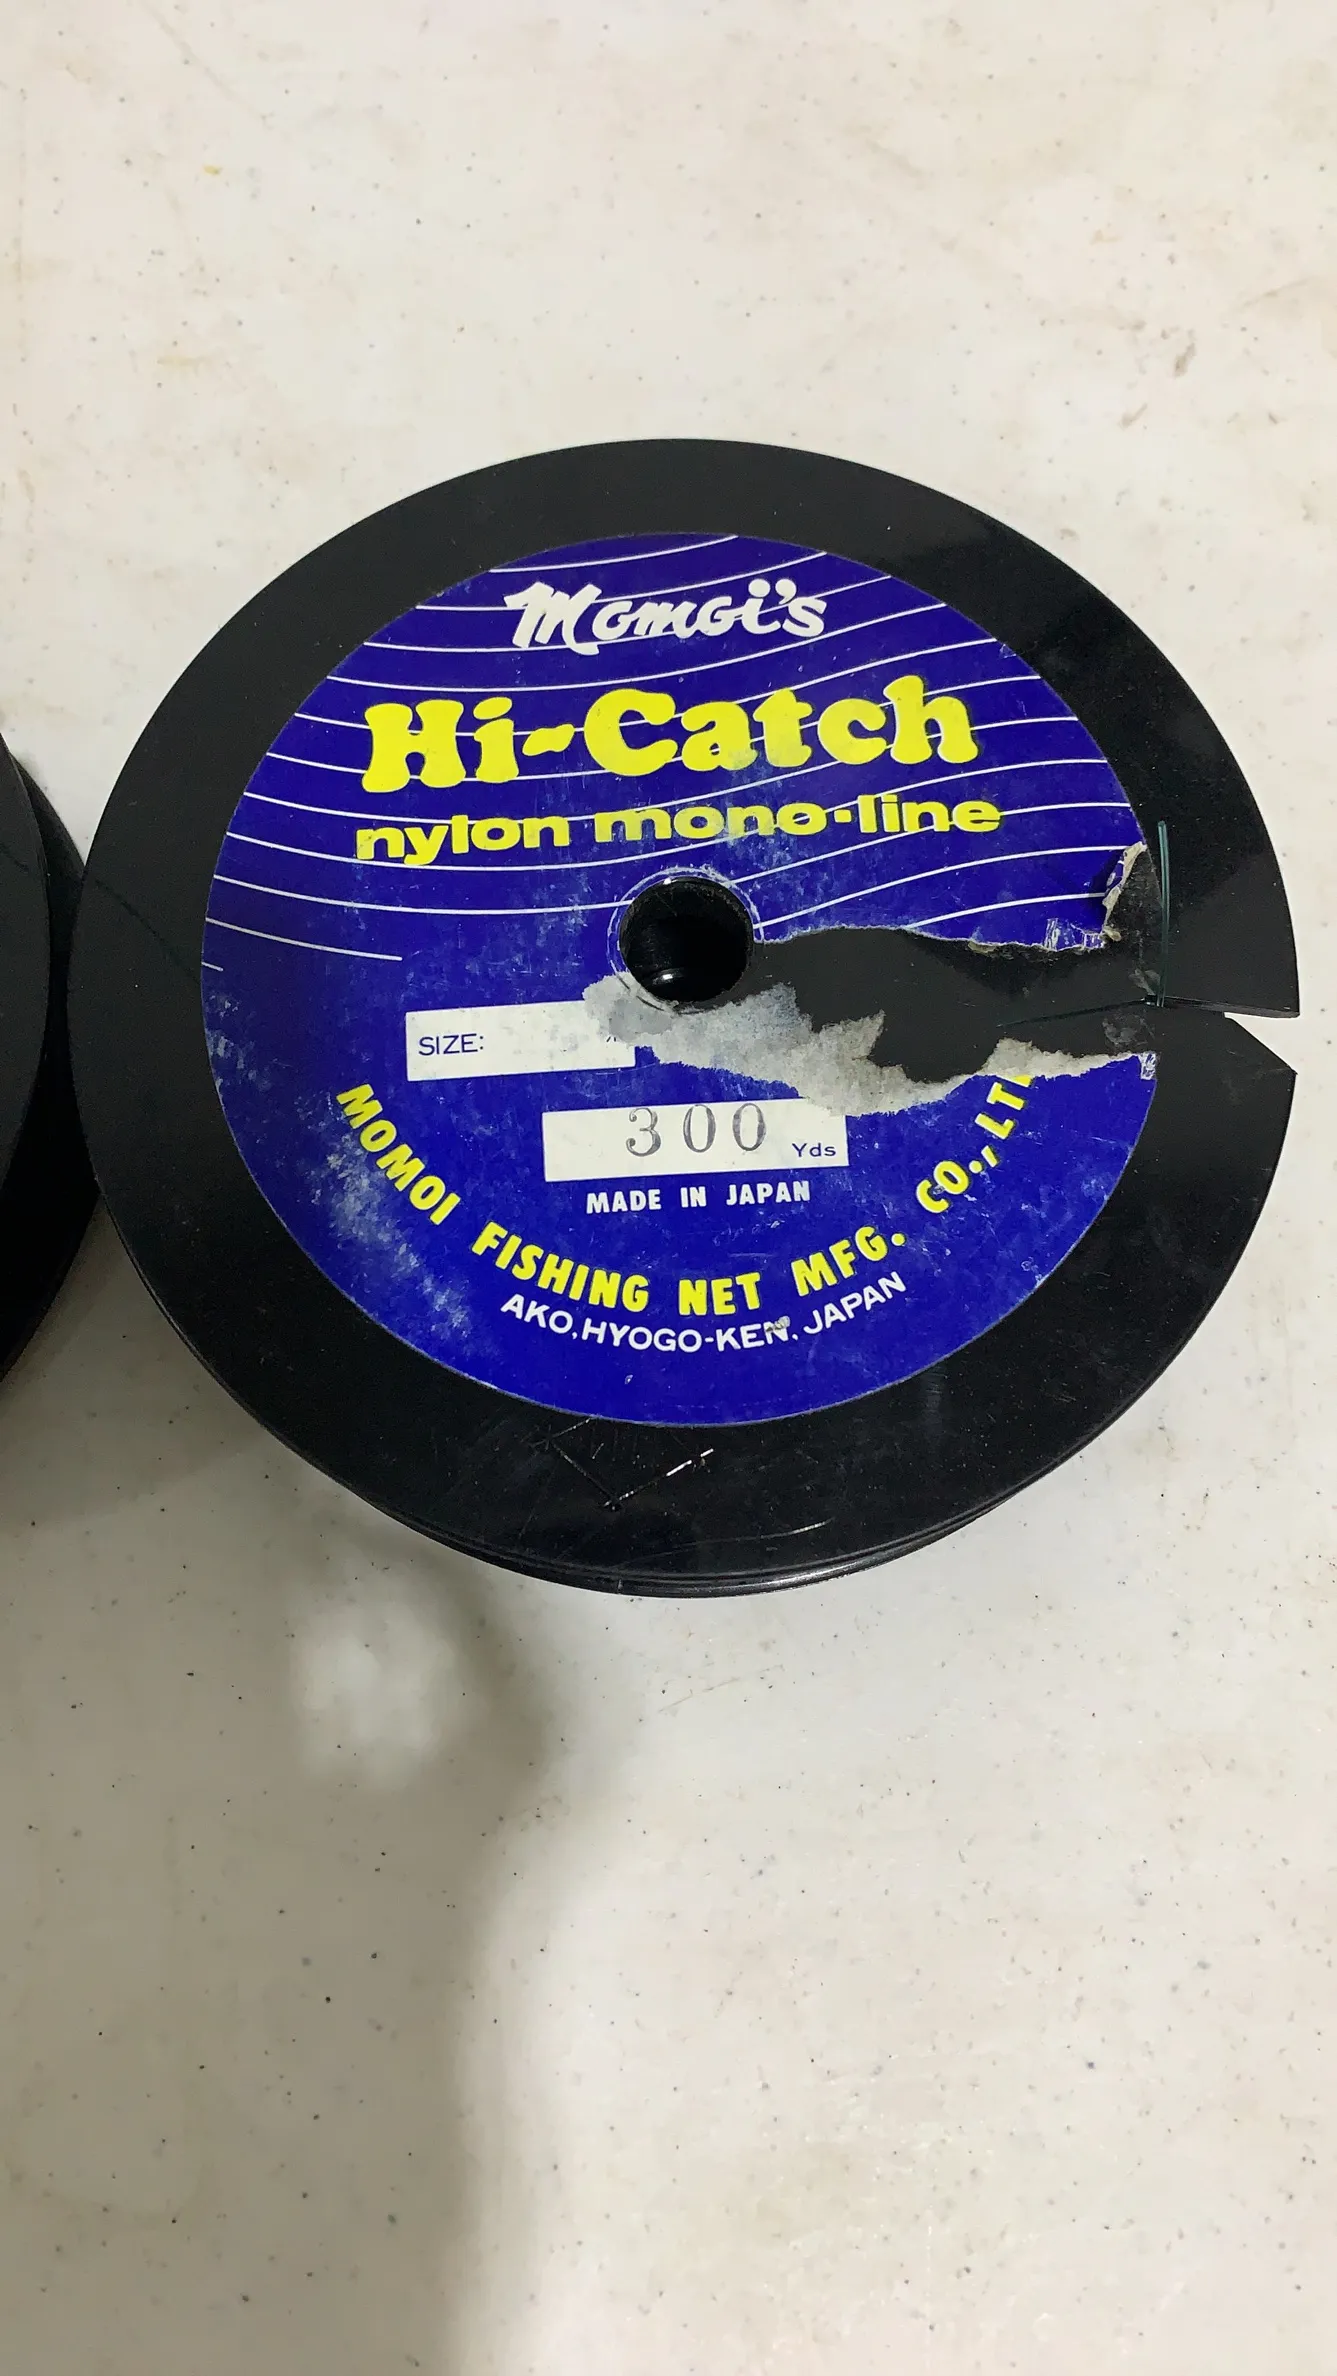 Momoi's
Hi-Catch
nylon mono·line
SIZE:
300 Yds
MADE IN JAPAN
MOMOI FISHING NET MFG. CO.,
AKO, HYOGO-KEN, JAPAN